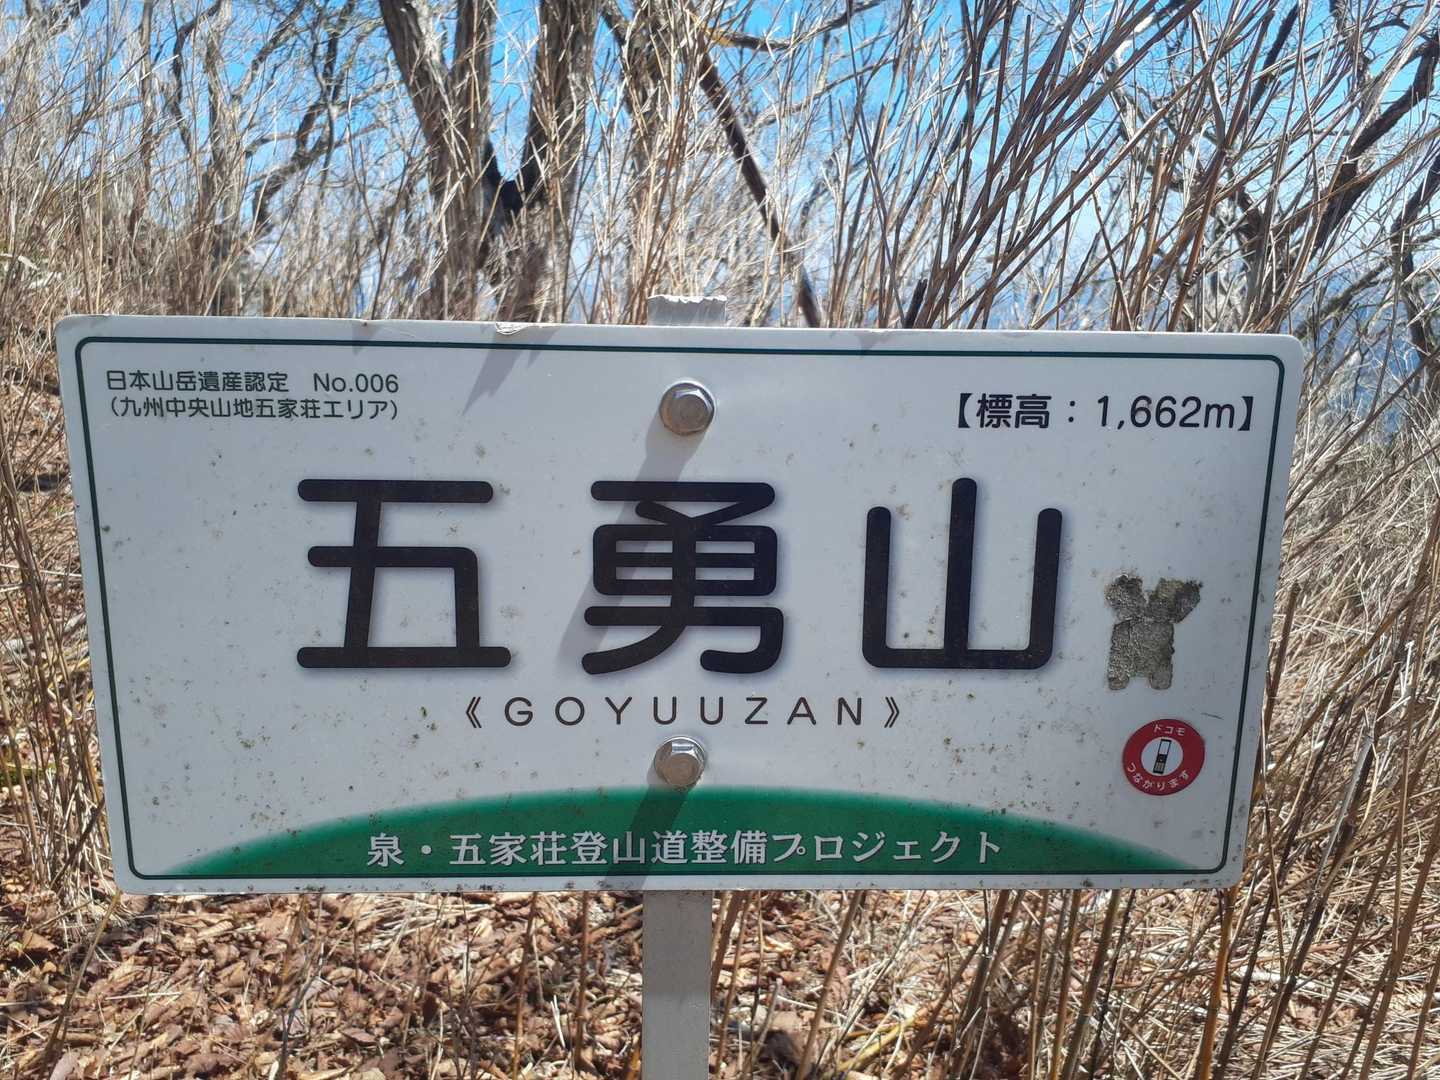 日本山岳遺産認定　No.006
（九州中央山地五家荘エリア）
【標高：1,662m】
五勇山
《GOYUUZAN》
ドコモ
つながります
泉・五家荘登山道整備プロジェクト